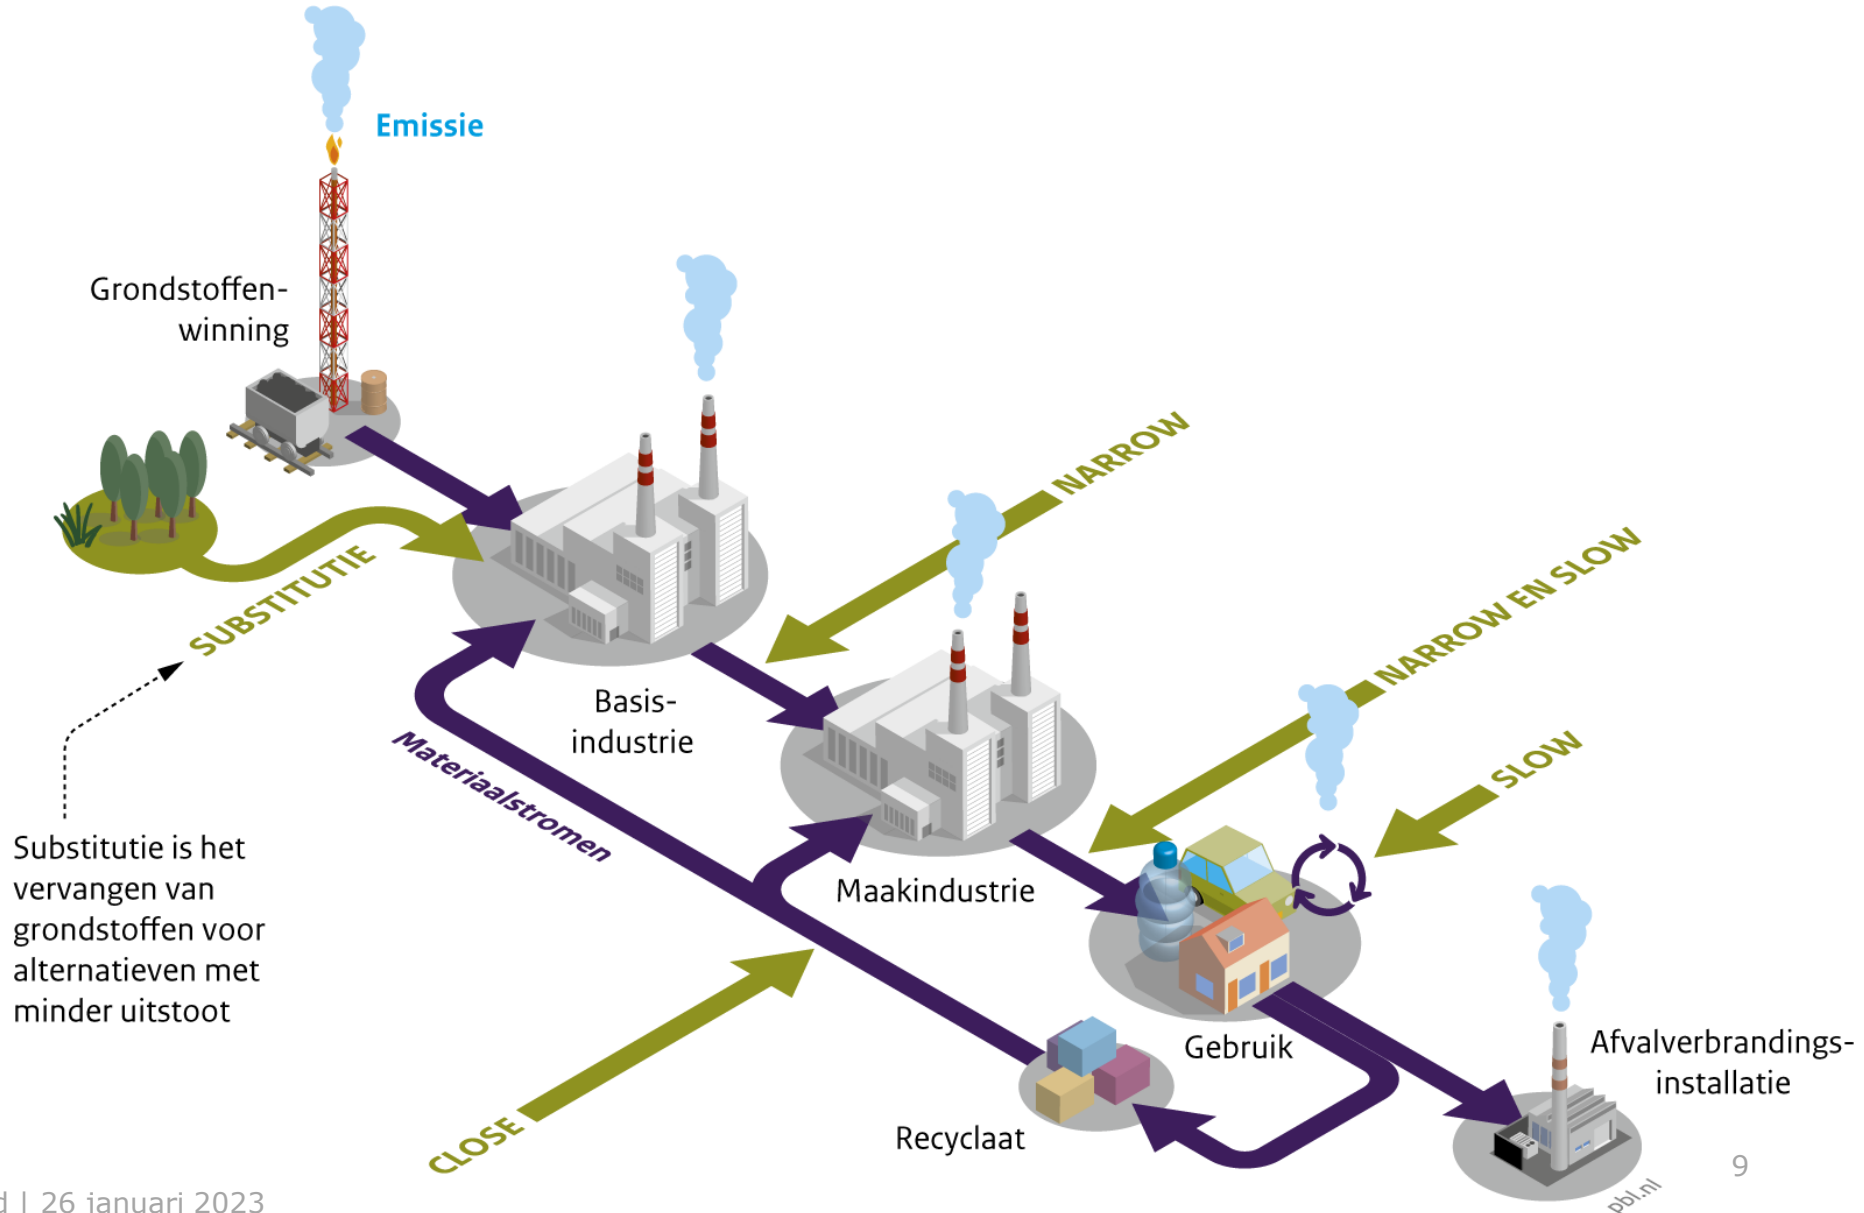 Emissie
Grondstoffen-
winning
NARROW
NARROW EN SLOW
SUBSTITUTIE
SLOW
Basis-
industrie
Materiaalstromen
Substitutie is het
vervangen van
grondstoffen voor
alternatieven met
minder uitstoot
Maakindustrie
Gebruik
Afvalverbrandings-
installatie
CLOSE
Recyclaat
9
pbl.nl
d | 26 januari 2023